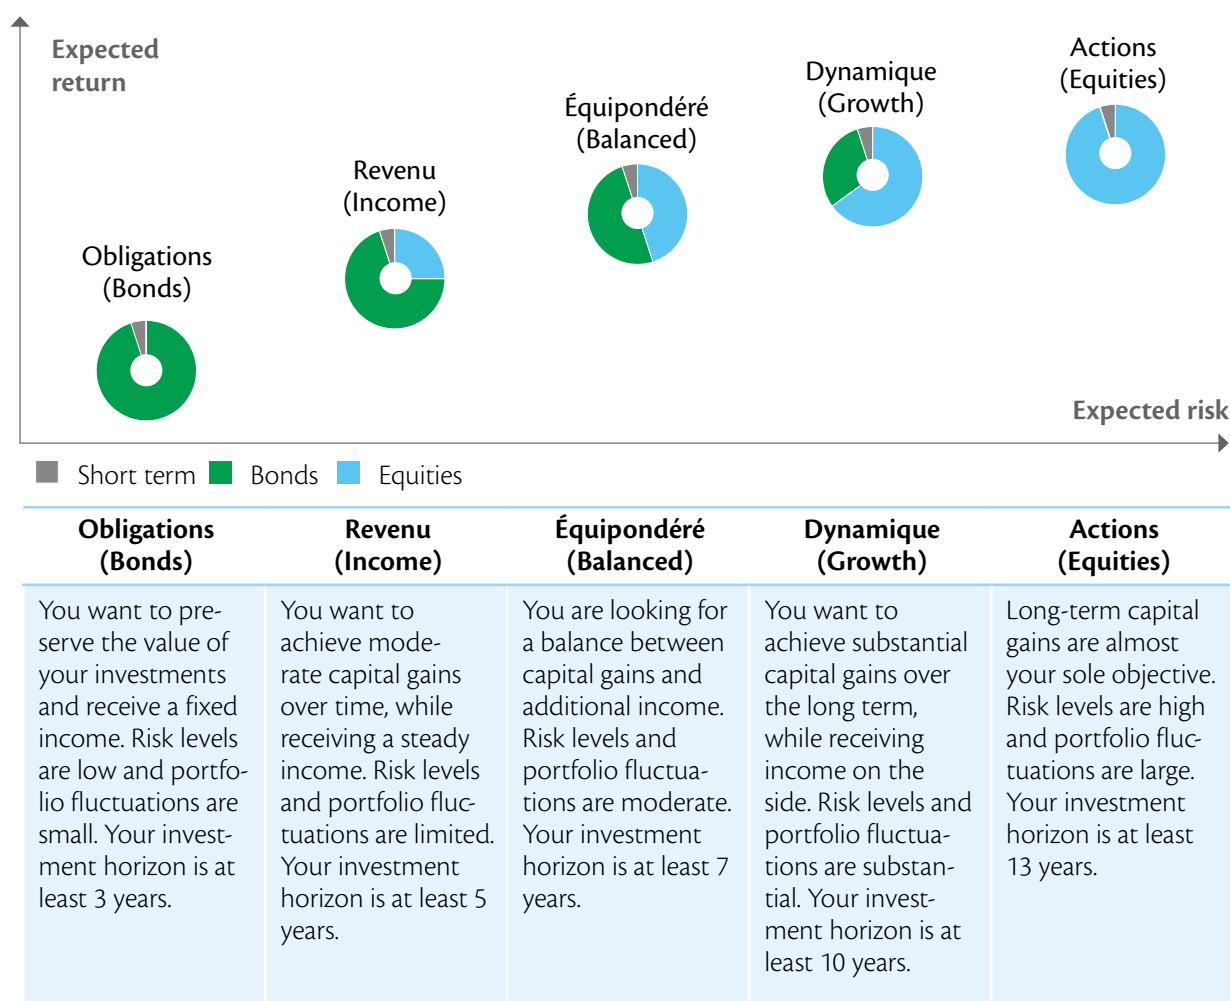 Expected
return
Actions
(Equities)
Dynamique
(Growth)
Équipondéré
(Balanced)
Revenu
(Income)
Obligations
(Bonds)
Expected risk
Short term
Bonds
Equities
Obligations
(Bonds)
Revenu
(Income)
Équipondéré
(Balanced)
Dynamique
(Growth)
Actions
(Equities)
You want to pre-
serve the value of
your investments
and receive a fixed
income. Risk levels
are low and portfo-
lio fluctuations are
small. Your invest-
ment horizon is at
least 3 years.
You want to
achieve mode-
rate capital gains
over time, while
receiving a steady
income. Risk levels
and portfolio fluc-
tuations are limited.
Your investment
horizon is at least 5
years.
You are looking for
a balance between
capital gains and
additional income.
Risk levels and
portfolio fluctua-
tions are moderate.
Your investment
horizon is at least 7
years.
You want to
achieve substantial
capital gains over
the long term,
while receiving
income on the
side. Risk levels and
portfolio fluctua-
tions are substan-
tial. Your invest-
ment horizon is at
least 10 years.
Long-term capital
gains are almost
your sole objective.
Risk levels are high
and portfolio fluc-
tuations are large.
Your investment
horizon is at least
13 years.